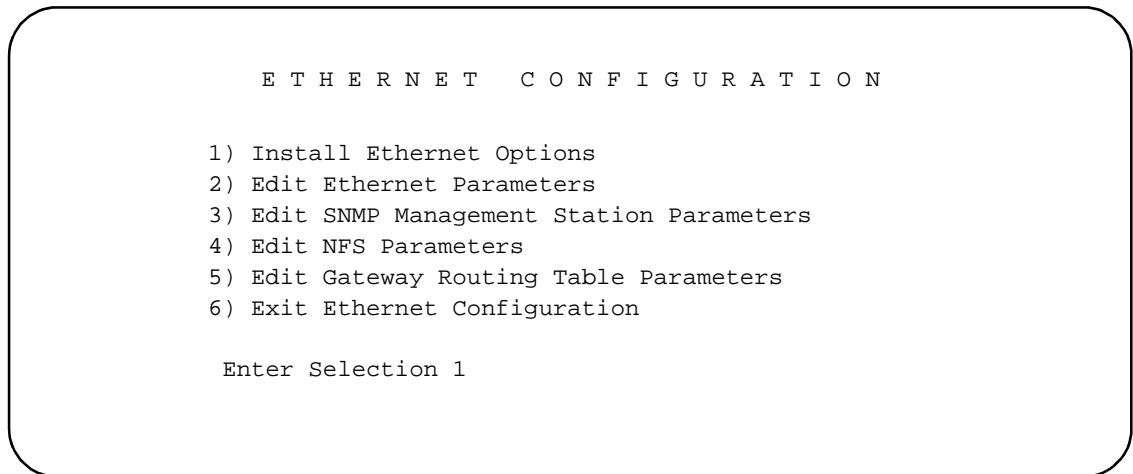 E T H E R N E T   C O N F I G U R A T I O N
1) Install Ethernet Options
2) Edit Ethernet Parameters
3) Edit SNMP Management Station Parameters
4) Edit NFS Parameters
5) Edit Gateway Routing Table Parameters
6) Exit Ethernet Configuration
Enter Selection 1